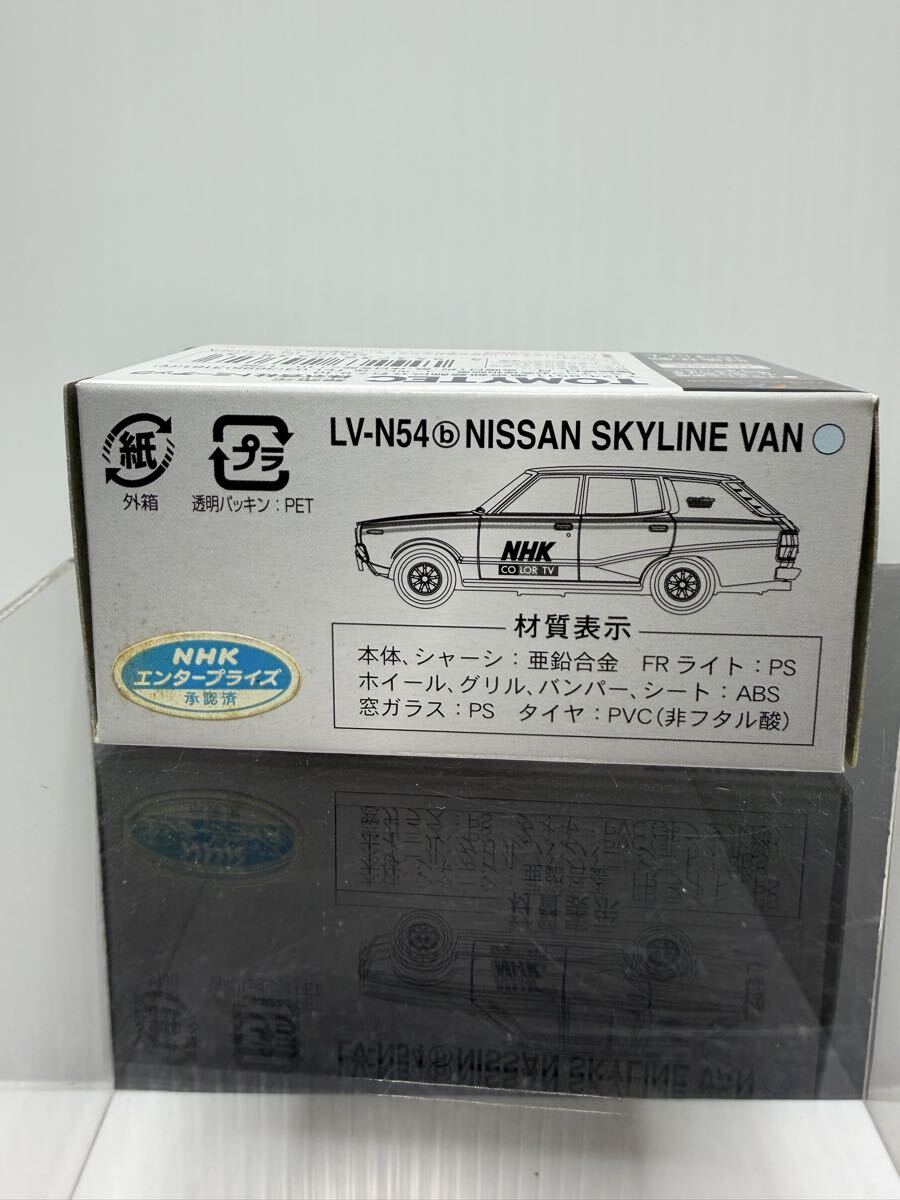 TOMYTEC
LV-N54ⓑ NISSAN SKYLINE VAN
紙
外箱
プラ
透明パッキン：PET
NHK
COLOR TV
材質表示
本体、シャーシ：亜鉛合金　FRライト：PS
ホイール、グリル、バンパー、シート：ABS
窓ガラス：PS　タイヤ：PVC（非フタル酸）
NHK
エンタープライズ
承認済